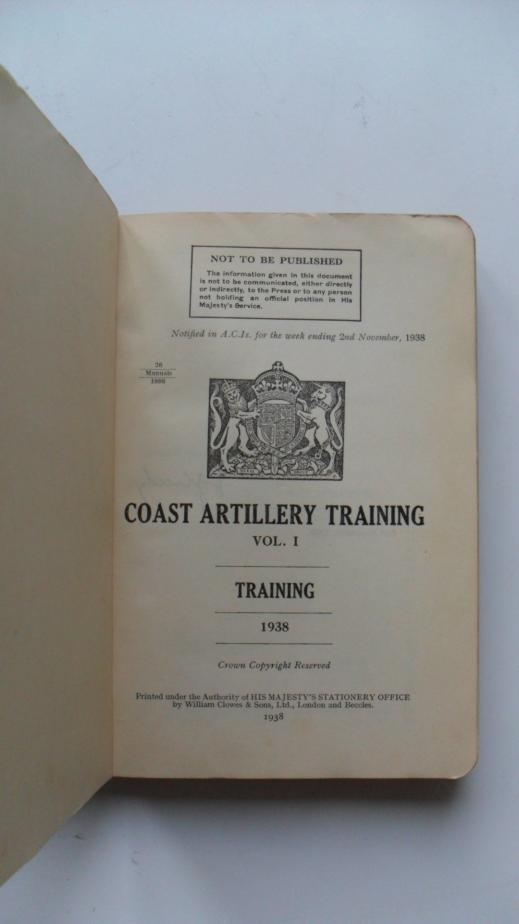 NOT TO BE PUBLISHED
The information given in this document
is not to be communicated, either directly
or indirectly, to the Press or to any person
not holding an official position in His
Majesty's Service.
Notified in A.C.Is. for the week ending 2nd November, 1938
26
Manuals
COAST ARTILLERY TRAINING
VOL. I
TRAINING
1938
Crown Copyright Reserved
Printed under the Authority of HIS MAJESTY'S STATIONERY OFFICE
by William Clowes & Sons, Ltd., London and Beccles.
1938